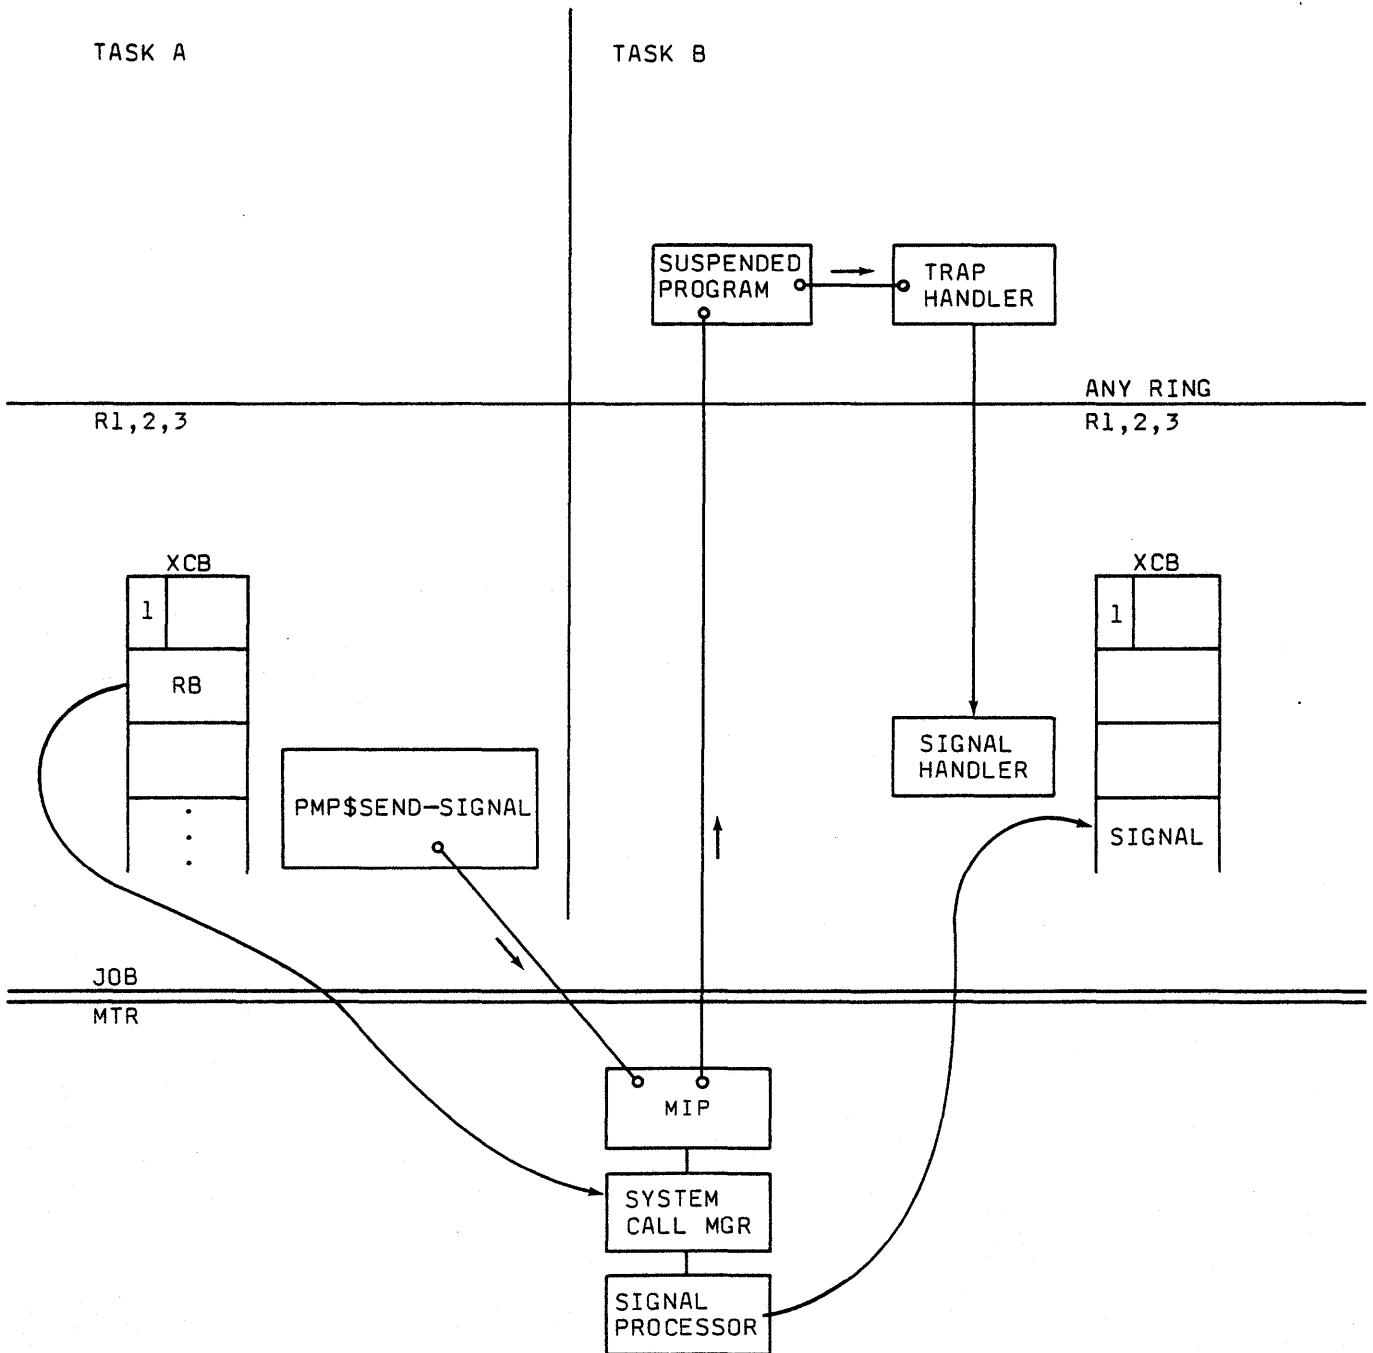 TASK A
TASK B
SUSPENDED
PROGRAM
TRAP
HANDLER
ANY RING
R1,2,3
R1,2,3
XCB
1
RB
XCB
1
SIGNAL
HANDLER
PMP$SEND-SIGNAL
SIGNAL
JOB
MTR
MIP
SYSTEM
CALL MGR
SIGNAL
PROCESSOR